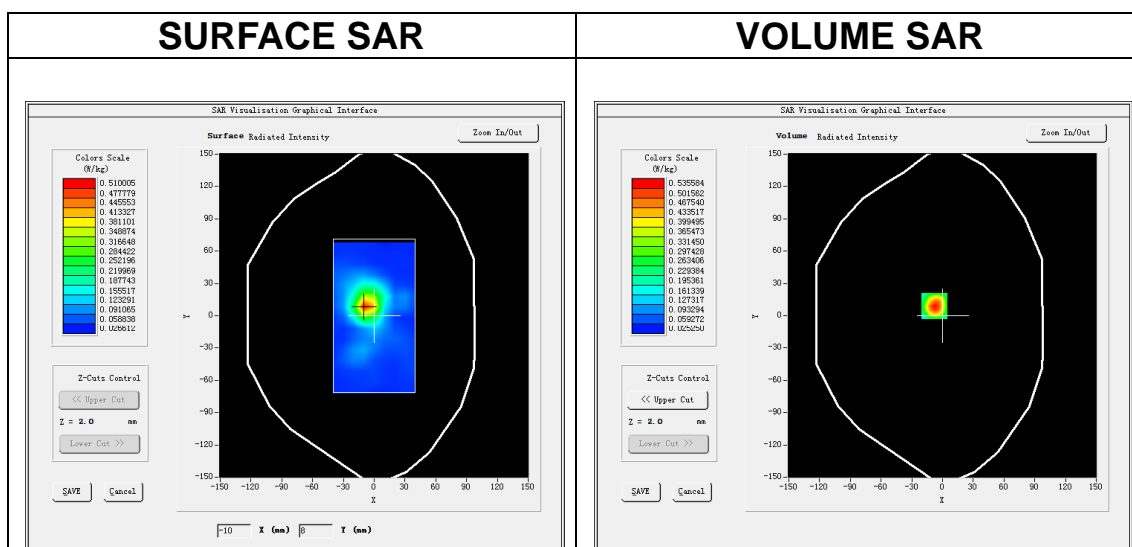 SURFACE SAR
VOLUME SAR
SAR Visualisation Graphical Interface
Surface Radiated Intensity
Zoom In/Out
Colors Scale
(W/kg)
0.510005
0.477779
0.445553
0.413327
0.381101
0.348874
0.316648
0.284422
0.252196
0.219969
0.187743
0.155517
0.123291
0.091065
0.058838
0.026612
Z-Cuts Control
<< Upper Cut
Z = 2.0 mm
Lower Cut >>
SAVE
Cancel
150
120
90
60
30
0
-30
-60
-90
-120
-150
Y
-150 -120 -90 -60 -30 0 30 60 90 120 150
X
-10 X (mm) 8 Y (mm)
SAR Visualisation Graphical Interface
Volume Radiated Intensity
Zoom In/Out
Colors Scale
(W/kg)
0.535584
0.501562
0.467540
0.433517
0.399495
0.365473
0.331450
0.297428
0.263406
0.229384
0.195361
0.161339
0.127317
0.093294
0.059272
0.025250
Z-Cuts Control
<< Upper Cut
Z = 2.0 mm
Lower Cut >>
SAVE
Cancel
150
120
90
60
30
0
-30
-60
-90
-120
-150
Y
-150 -120 -90 -60 -30 0 30 60 90 120 150
X